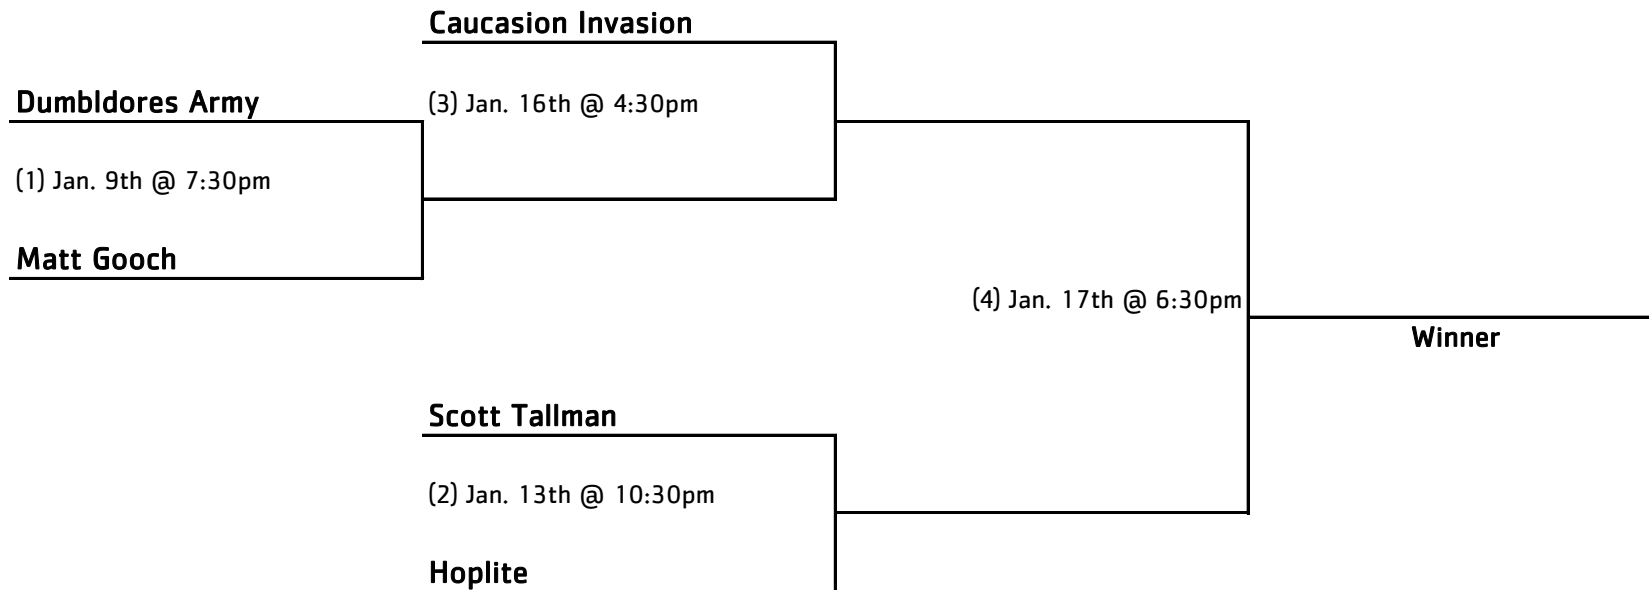 Caucasion Invasion
Dumbldores Army
(3) Jan. 16th @ 4:30pm
(1) Jan. 9th @ 7:30pm
Matt Gooch
(4) Jan. 17th @ 6:30pm
Winner
Scott Tallman
(2) Jan. 13th @ 10:30pm
Hoplite